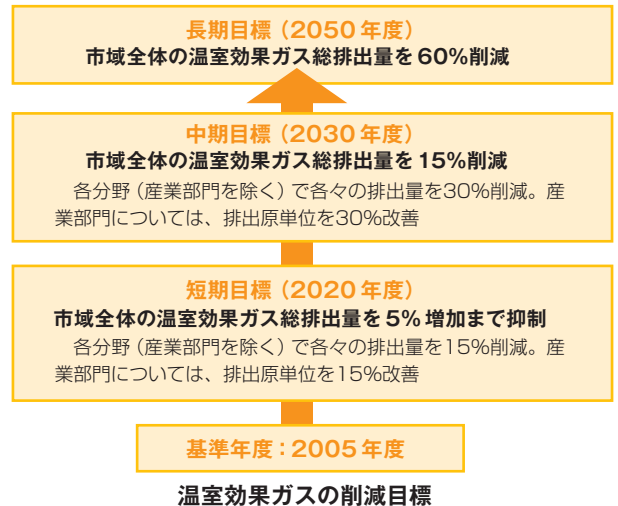 長期目標（2050年度）
市域全体の温室効果ガス総排出量を60%削減
中期目標（2030年度）
市域全体の温室効果ガス総排出量を15%削減
各分野（産業部門を除く）で各々の排出量を30%削減。産
業部門については、排出原単位を30%改善
短期目標（2020年度）
市域全体の温室効果ガス総排出量を5%増加まで抑制
各分野（産業部門を除く）で各々の排出量を15%削減。産
業部門については、排出原単位を15%改善
基準年度：2005年度
温室効果ガスの削減目標